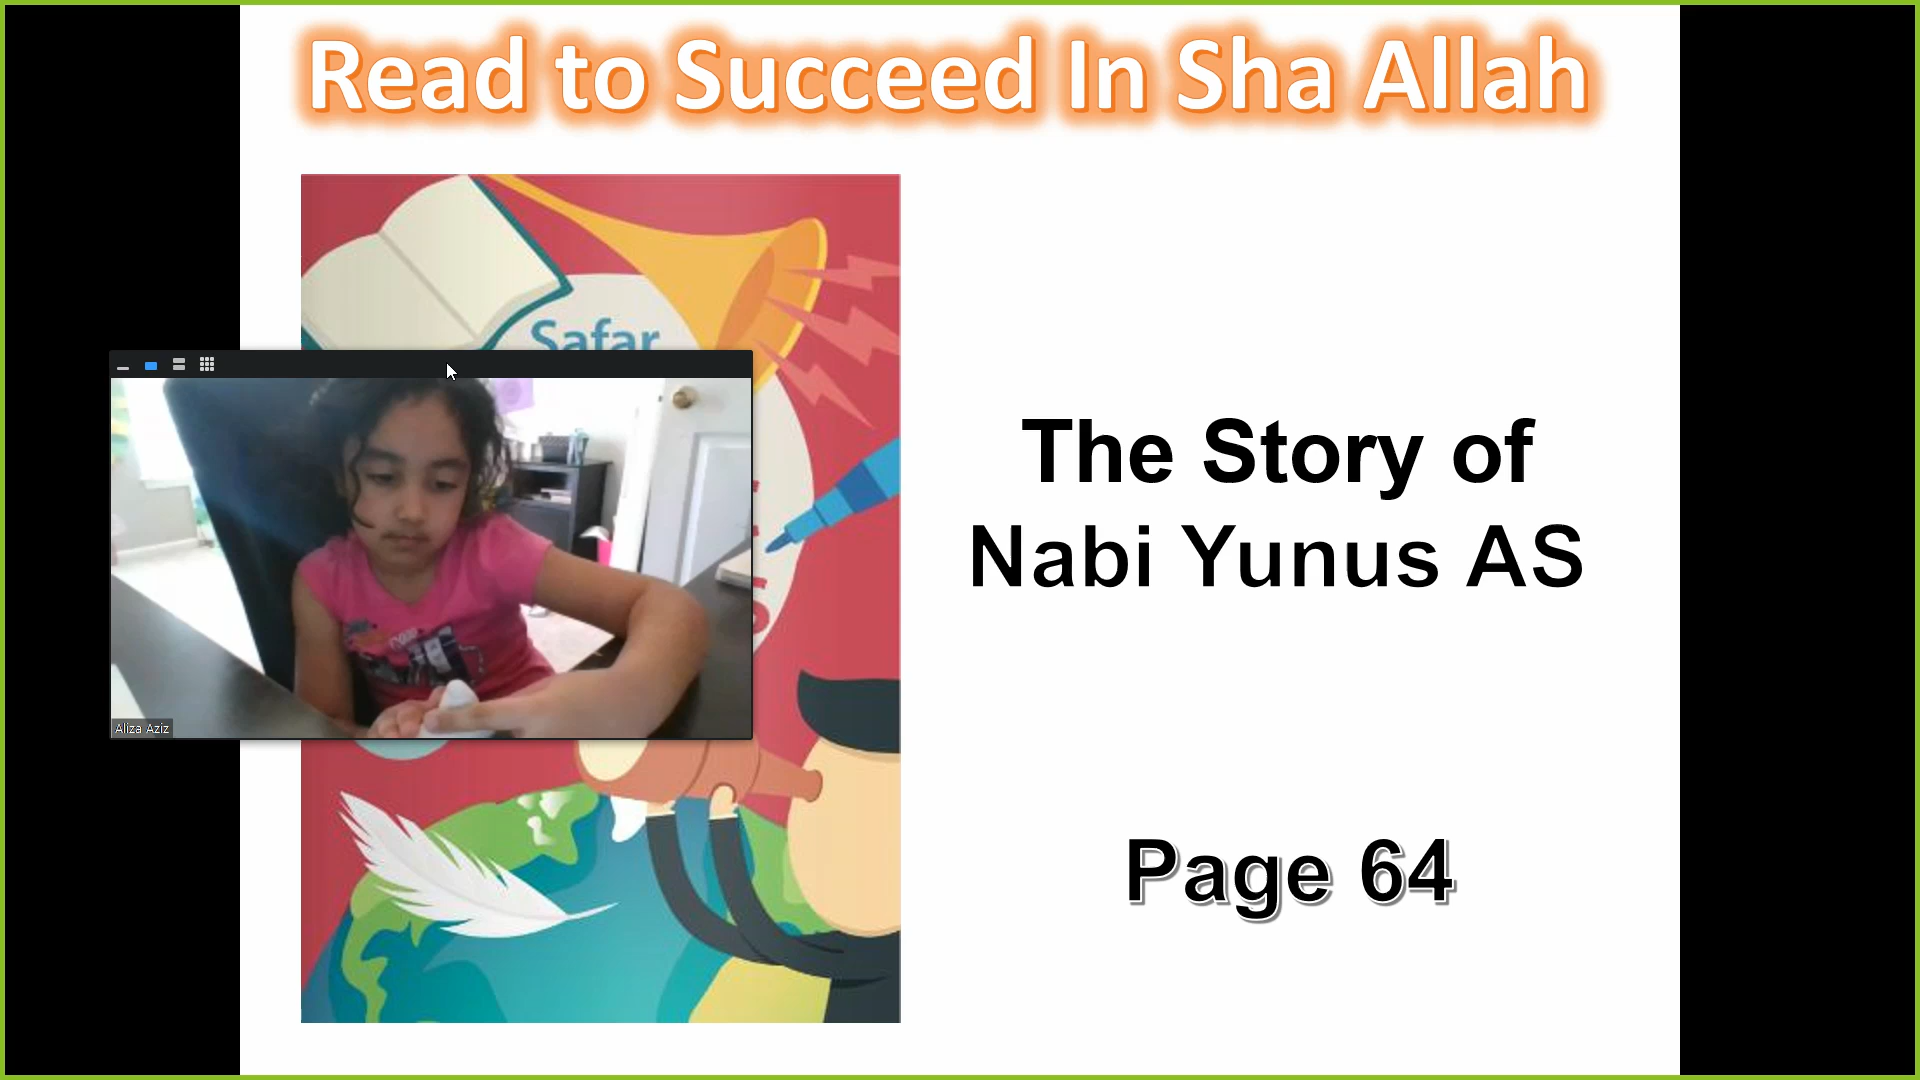 Read to Succeed In Sha Allah
Safar
The Story of
Nabi Yunus AS
Aliza Aziz
Page 64